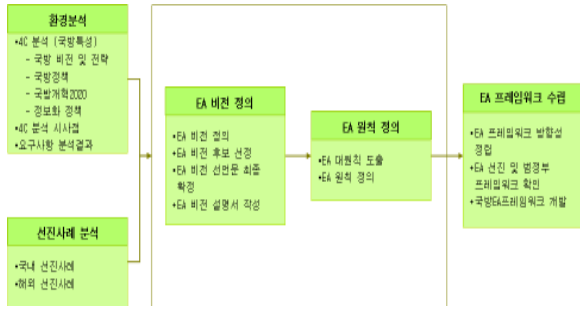 환경분석
•4C 분석 (국방특성)
- 국방 비전 및 전략
- 국방정책
- 국방개혁2020
- 정보화 정책
•4C 분석 시사점
•요구사항 분석결과
선진사례 분석
•국내 선진사례
•해외 선진사례
EA 비전 정의
•EA 비전 정의
•EA 비전 후보 선정
•EA 비전 선언문 최종
확정
•EA 비전 설명서 작성
EA 원칙 정의
•EA 대원칙 도출
•EA 원칙 정의
EA 프레임워크 수립
•EA 프레임워크 방향성
정립
•EA 선진 및 범정부
프레임워크 확인
•국방EA프레임워크 개발